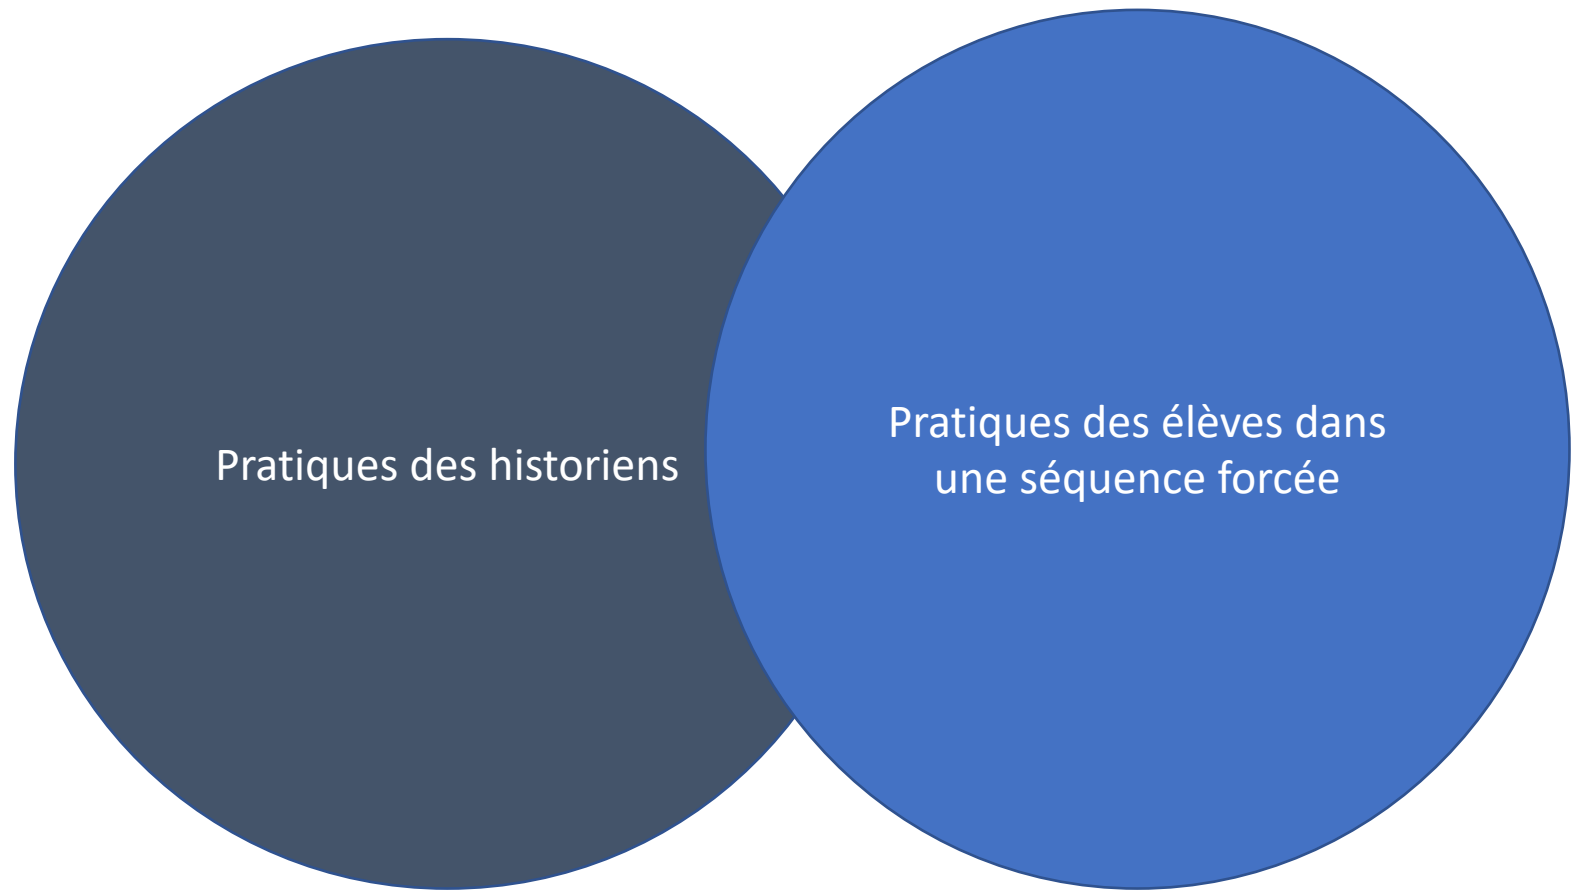 Pratiques des historiens
Pratiques des élèves dans
une séquence forcée